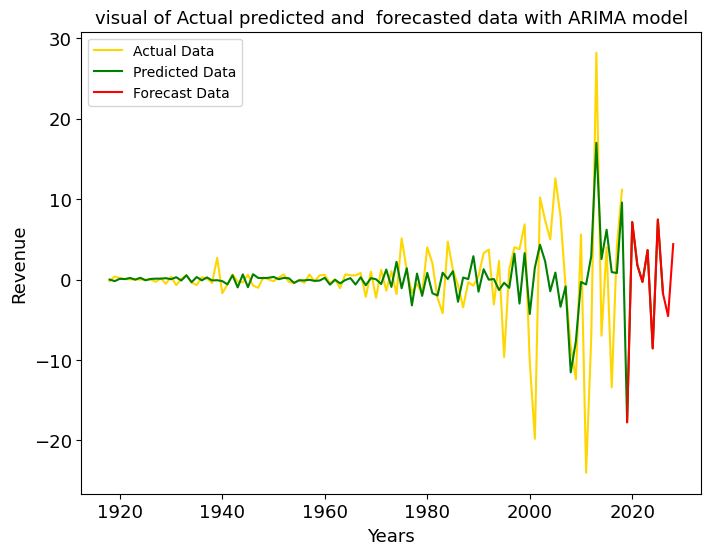 visual of Actual predicted and  forecasted data with ARIMA model
Actual Data
Predicted Data
Forecast Data
Revenue
30
20
10
0
−10
−20
1920
1940
1960
1980
2000
2020
Years